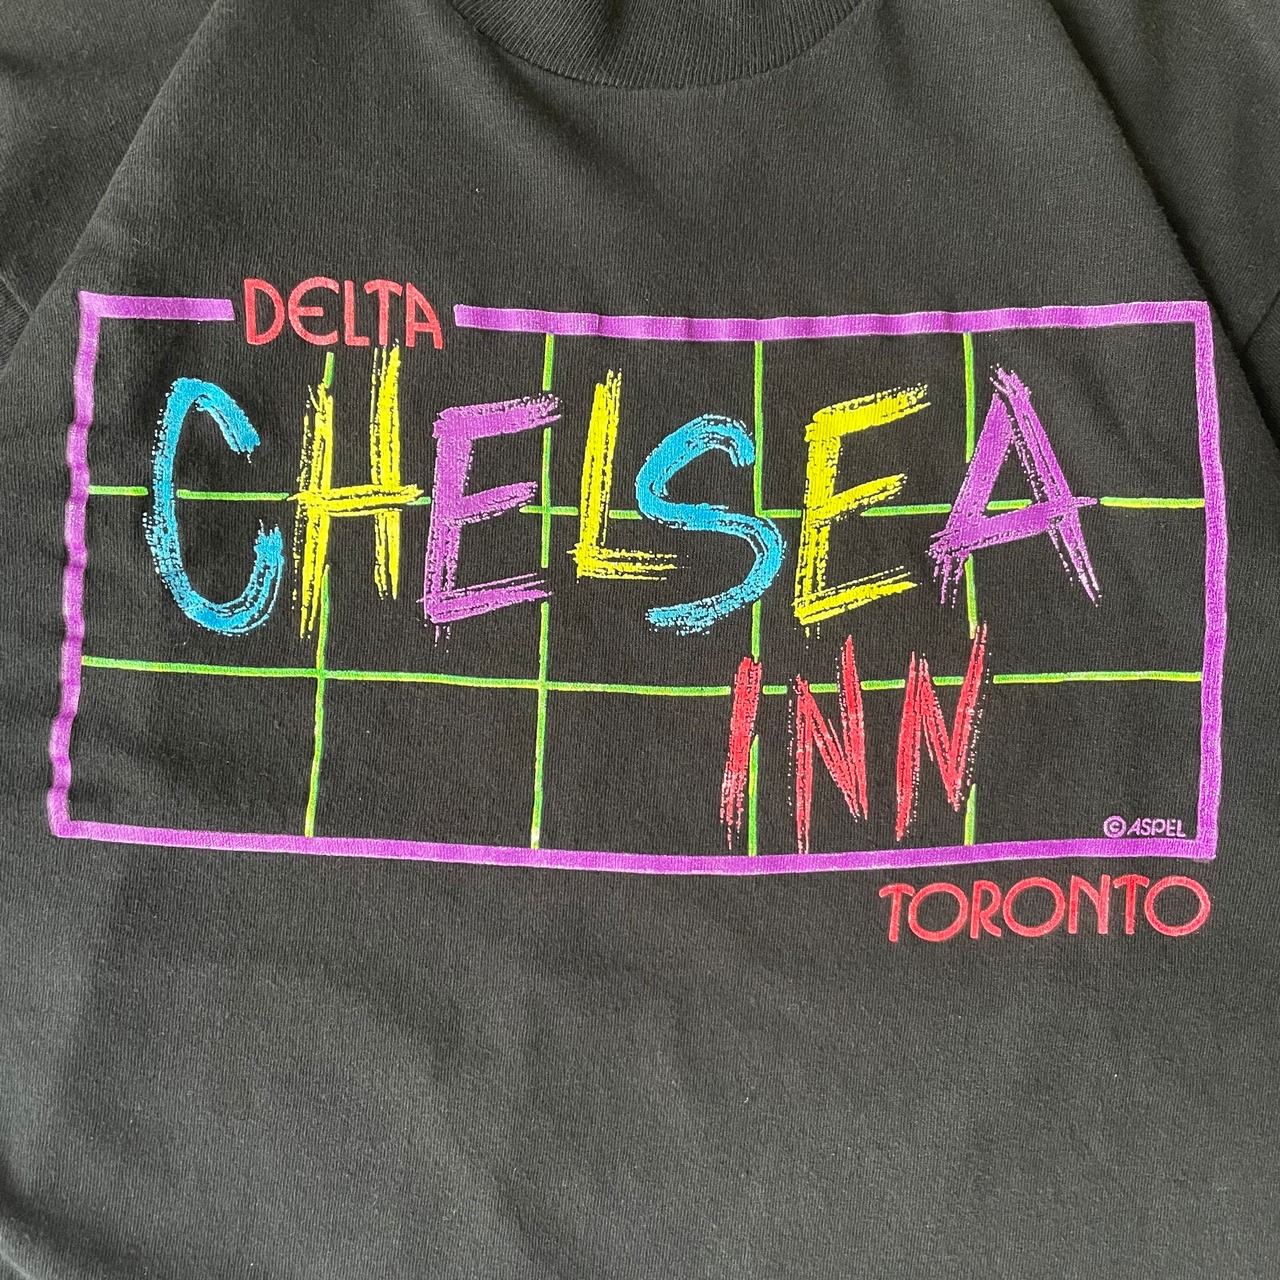 DELTA
CHELSEA
INN
© ASPEL
TORONTO